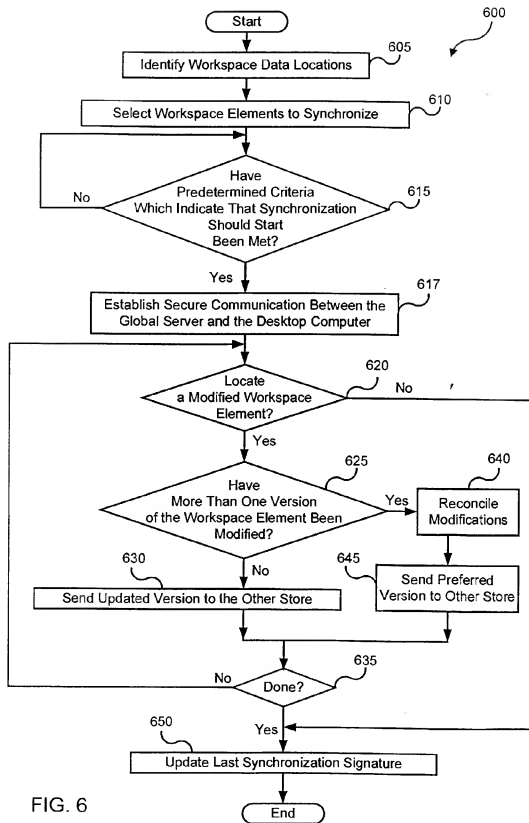 Start
600
605
Identify Workspace Data Locations
610
Select Workspace Elements to Synchronize
Have
Predetermined Criteria
Which Indicate That Synchronization
Should Start
Been Met?
No
615
Yes
617
Establish Secure Communication Between the
Global Server and the Desktop Computer
Locate
a Modified Workspace
Element?
620
No
Yes
625
Have
More Than One Version
of the Workspace Element Been
Modified?
Yes
640
Reconcile
Modifications
630
No
645
Send Updated Version to the Other Store
Send Preferred
Version to Other Store
No
Done?
635
Yes
650
Update Last Synchronization Signature
End
FIG. 6